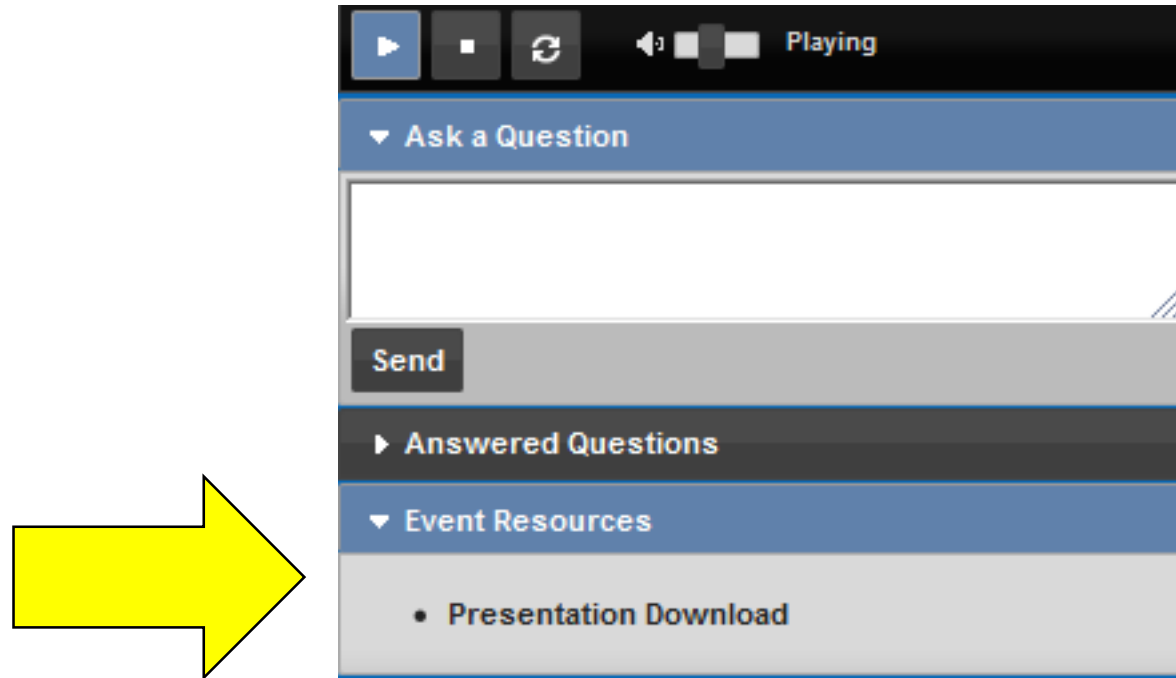 Playing
Ask a Question
Send
Answered Questions
Event Resources
• Presentation Download